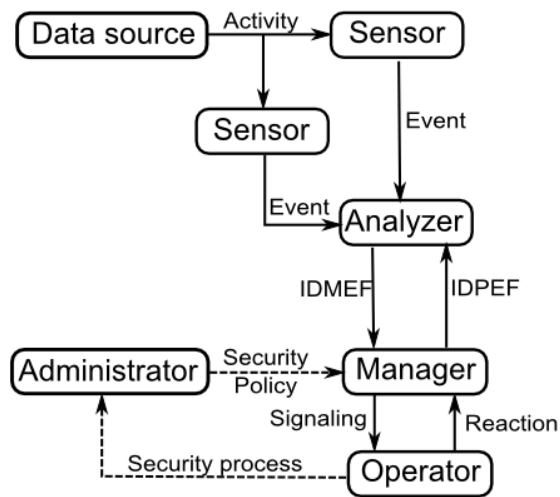 Data source
Activity
Sensor
Sensor
Event
Event
Analyzer
IDMEF
IDPEF
Administrator
Security
Policy
Manager
Signaling
Reaction
Security process
Operator